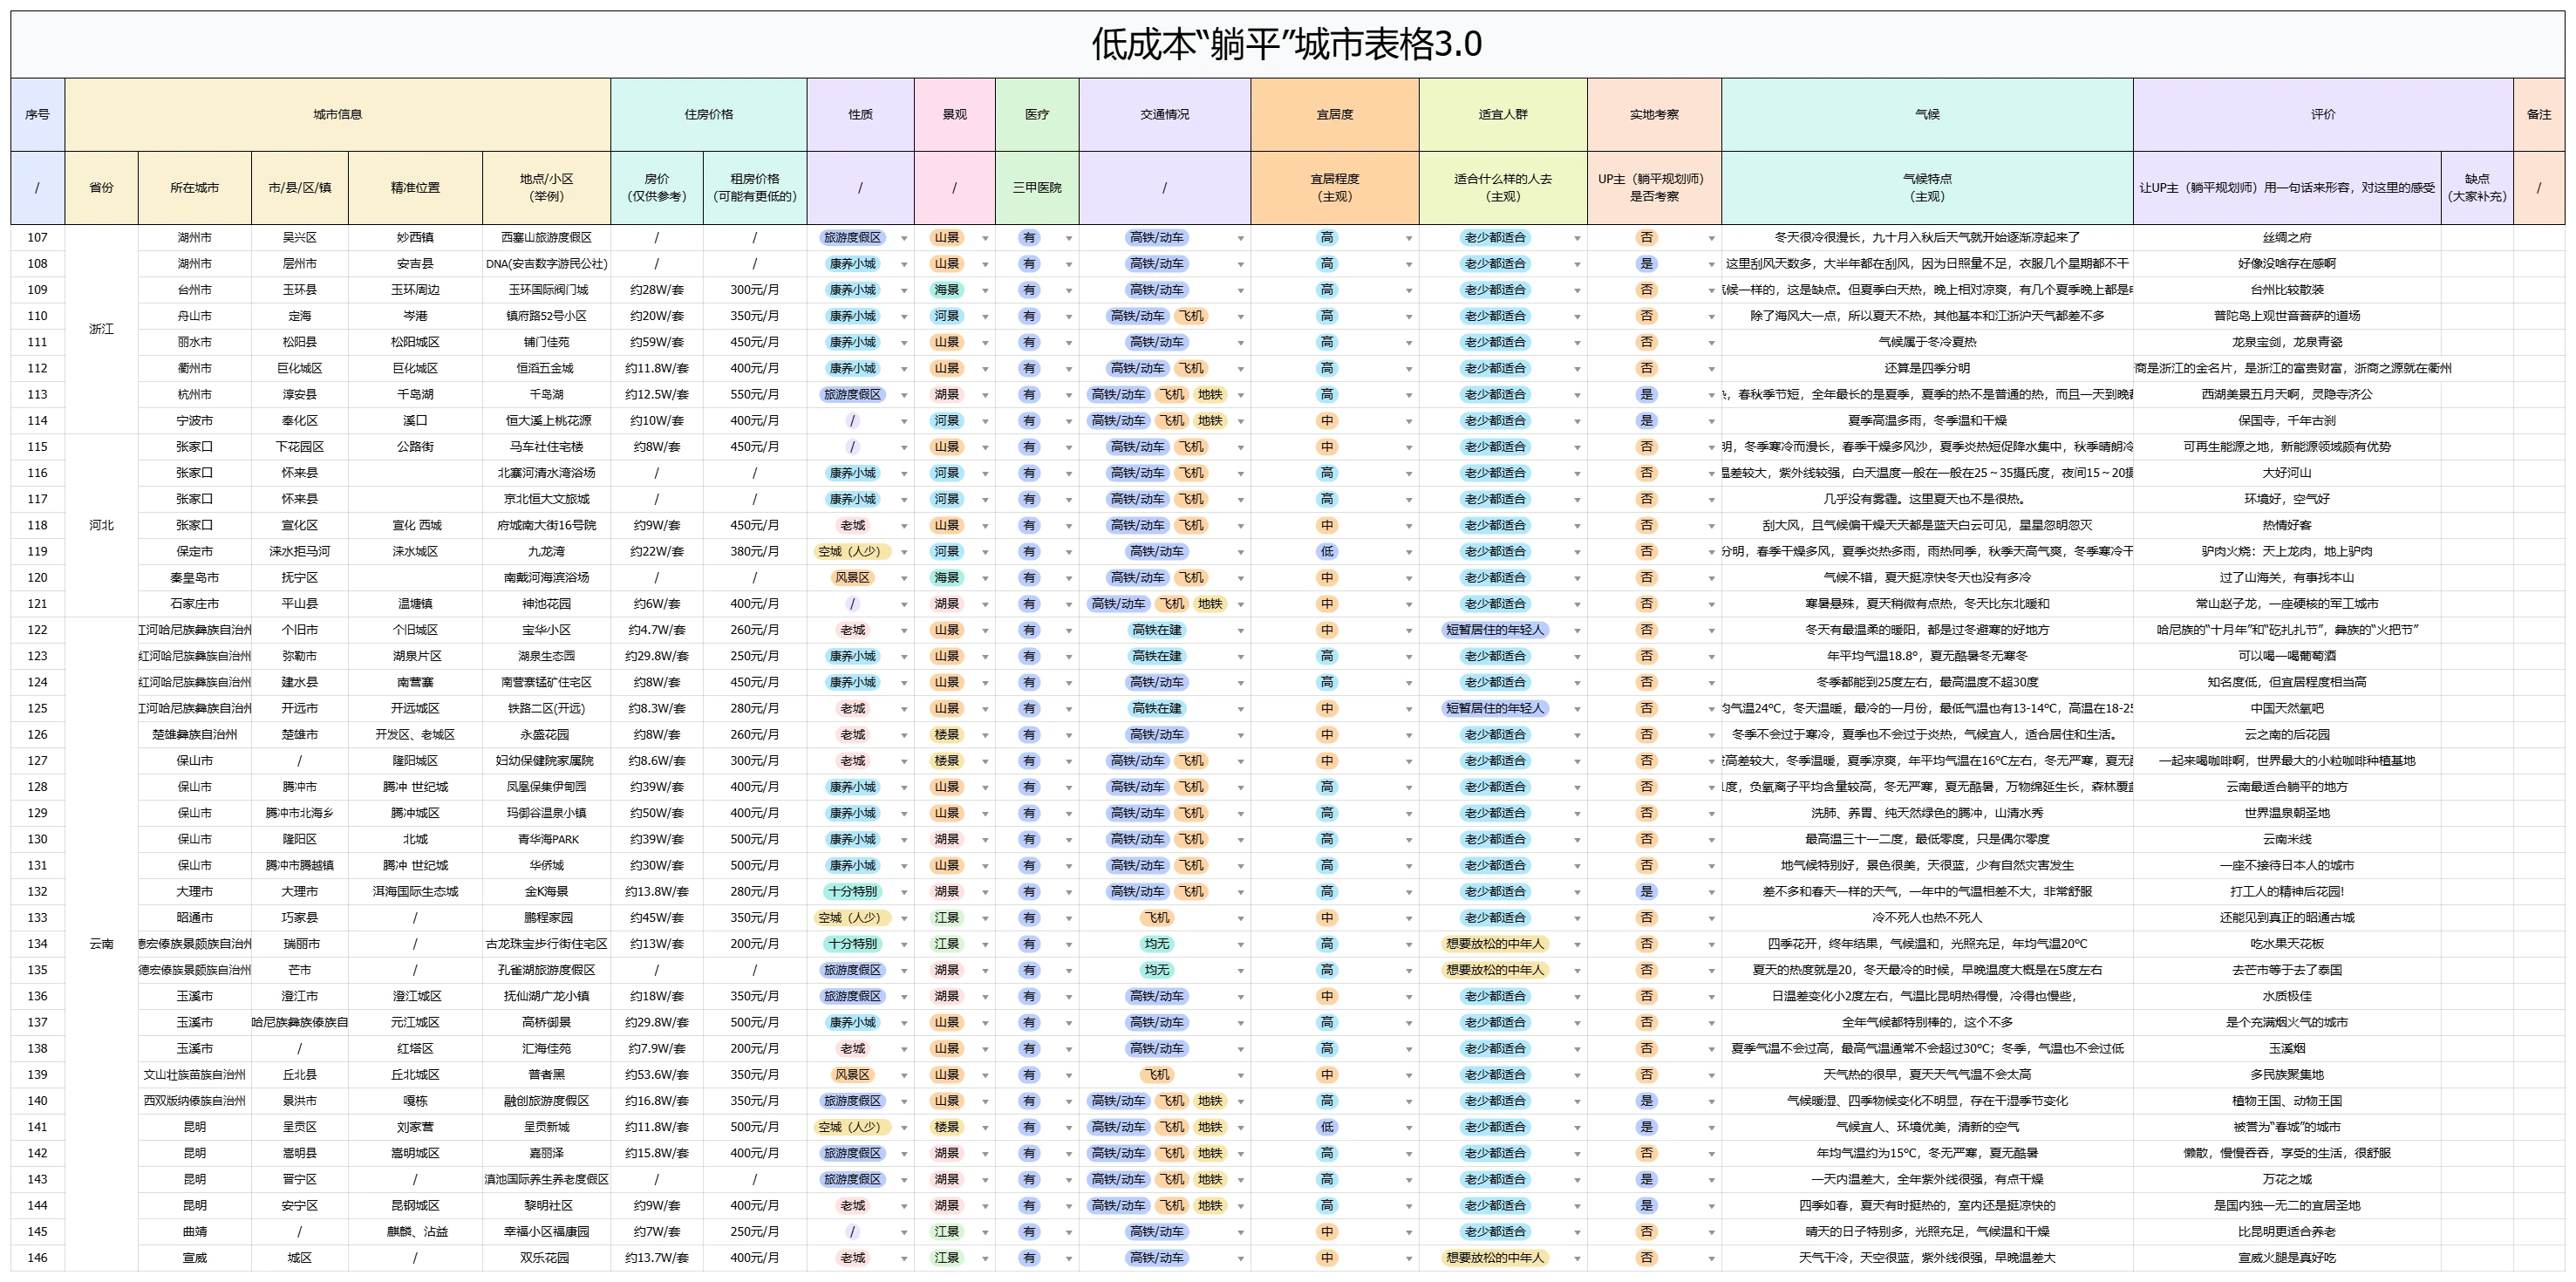 低成本“躺平”城市表格3.0
序号 城市信息 住房价格 性质 景观 医疗 交通情况 宜居度 适宜人群 实地考察 气候 评价 备注
/ 省份 所在城市 市/县/区/镇 精准位置 地点/小区（举例） 房价（仅供参考） 租房价格（可能有更低的） / / 三甲医院 / 宜居程度（主观） 适合什么样的人去（主观） UP主（躺平规划师）是否考察 气候特点（主观） 让UP主（躺平规划师）用一句话来形容，对这里的感受 缺点（大家补充） /
107 湖州市 吴兴区 妙西镇 西塞山旅游度假区 / / 旅游度假区 山景 有 高铁/动车 高 老少都适合 否 冬天很冷很漫长，九十月入秋后天气就开始逐渐凉起来了 丝绸之府
108 湖州市 层州市 安吉县 DNA(安吉数字游民公社) / / 康养小城 山景 有 高铁/动车 高 老少都适合 是 这里刮风天数多，大半年都在刮风，因为日照量不足，衣服几个星期都不干 好像没啥存在感啊
109 台州市 玉环县 玉环周边 玉环国际阀门城 约28W/套 300元/月 康养小城 海景 有 高铁/动车 高 老少都适合 否 候一样的，这是缺点。但夏季白天热，晚上相对凉爽，有几个夏季晚上都是 台州比较散装
浙江
110 舟山市 定海 岑港 镇府路52号小区 约20W/套 350元/月 康养小城 河景 有 高铁/动车 飞机 高 老少都适合 否 除了海风大一点，所以夏天不热，其他基本和江浙沪天气都差不多 普陀岛上观世音菩萨的道场
111 丽水市 松阳县 松阳城区 铺门佳苑 约59W/套 450元/月 康养小城 山景 有 高铁/动车 高 老少都适合 否 气候属于冬冷夏热 龙泉宝剑，龙泉青瓷
112 衢州市 巨化城区 巨化城区 恒滔五金城 约11.8W/套 400元/月 康养小城 山景 有 高铁/动车 飞机 高 老少都适合 否 还算是四季分明 商是浙江的金名片，是浙江的富贵财富，浙商之源就在衢州
113 杭州市 淳安县 千岛湖 千岛湖 约12.5W/套 550元/月 旅游度假区 湖景 有 高铁/动车 飞机 地铁 高 老少都适合 是 ，春秋季节短，全年最长的是夏季，夏季的热不是普通的热，而且一天到晚 西湖美景五月天啊，灵隐寺济公
114 宁波市 奉化区 溪口 恒大溪上桃花源 约10W/套 400元/月 / 河景 有 高铁/动车 飞机 地铁 中 老少都适合 是 夏季高温多雨，冬季温和干燥 保国寺，千年古刹
115 张家口 下花园区 公路街 马车社住宅楼 约8W/套 450元/月 / 山景 有 高铁/动车 飞机 中 老少都适合 否 明，冬季寒冷而漫长，春季干燥多风沙，夏季炎热短促降水集中，秋季晴朗冷 可再生能源之地，新能源领域颇有优势
116 张家口 怀来县 北寨河清水湾浴场 / / 康养小城 河景 有 高铁/动车 飞机 高 老少都适合 否 温差较大，紫外线较强，白天温度一般在一般在25～35摄氏度，夜间15～20摄 大好河山
117 张家口 怀来县 京北恒大文旅城 / / 康养小城 河景 有 高铁/动车 飞机 高 老少都适合 否 几乎没有雾霾。这里夏天也不是很热。 环境好，空气好
河北
118 张家口 宣化区 宣化 西城 府城南大街16号院 约9W/套 450元/月 老城 山景 有 高铁/动车 飞机 中 老少都适合 否 刮大风，且气候偏干燥天天都是蓝天白云可见，星星忽明忽灭 热情好客
119 保定市 涞水拒马河 涞水城区 九龙湾 约22W/套 380元/月 空城（人少） 河景 有 高铁/动车 低 老少都适合 否 分明，春季干燥多风，夏季炎热多雨，雨热同季，秋季天高气爽，冬季寒冷干 驴肉火烧：天上龙肉，地上驴肉
120 秦皇岛市 抚宁区 南戴河海滨浴场 / / 风景区 海景 有 高铁/动车 飞机 中 老少都适合 否 气候不错，夏天挺凉快冬天也没有多冷 过了山海关，有事找本山
121 石家庄市 平山县 温塘镇 神池花园 约6W/套 400元/月 / 湖景 有 高铁/动车 飞机 地铁 中 老少都适合 否 寒暑悬殊，夏天稍微有点热，冬天比东北暖和 常山赵子龙，一座硬核的军工城市
122 红河哈尼族彝族自治州 个旧市 个旧城区 宝华小区 约4.7W/套 260元/月 老城 山景 有 高铁在建 中 短暂居住的年轻人 否 冬天有最温柔的暖阳，都是过冬避寒的好地方 哈尼族的“十月年”和“矻扎扎节”，彝族的“火把节”
123 红河哈尼族彝族自治州 弥勒市 湖泉片区 湖泉生态园 约29.8W/套 250元/月 康养小城 山景 有 高铁在建 高 老少都适合 否 年平均气温18.8°，夏无酷暑冬无寒冬 可以喝一喝葡萄酒
124 红河哈尼族彝族自治州 建水县 南营寨 南营寨锰矿住宅区 约8W/套 450元/月 康养小城 山景 有 高铁/动车 高 老少都适合 否 冬季都能到25度左右，最高温度不超30度 知名度低，但宜居程度相当高
125 红河哈尼族彝族自治州 开远市 开远城区 铁路二区(开远) 约8.3W/套 280元/月 老城 山景 有 高铁在建 中 短暂居住的年轻人 否 均气温24℃，冬天温暖，最冷的一月份，最低气温也有13-14℃，高温在18-25 中国天然氧吧
126 楚雄彝族自治州 楚雄市 开发区、老城区 永盛花园 约8W/套 260元/月 老城 楼景 有 高铁/动车 中 老少都适合 否 冬季不会过于寒冷，夏季也不会过于炎热，气候宜人，适合居住和生活。 云之南的后花园
127 保山市 / 隆阳城区 妇幼保健院家属院 约8.6W/套 300元/月 老城 楼景 有 高铁/动车 飞机 中 老少都适合 否 高差较大，冬季温暖，夏季凉爽，年平均气温在16℃左右，冬无严寒，夏无 一起来喝咖啡啊，世界最大的小粒咖啡种植基地
128 保山市 腾冲市 腾冲 世纪城 凤凰保集伊甸园 约39W/套 400元/月 康养小城 山景 有 高铁/动车 飞机 高 老少都适合 否 度，负氧离子平均含量较高，冬无严寒，夏无酷暑，万物绵延生长，森林覆盖 云南最适合躺平的地方
129 保山市 腾冲市北海乡 腾冲城区 玛御谷温泉小镇 约50W/套 400元/月 康养小城 山景 有 高铁/动车 飞机 高 老少都适合 否 洗肺、养胃、纯天然绿色的腾冲，山清水秀 世界温泉朝圣地
130 保山市 隆阳区 北城 青华海PARK 约39W/套 500元/月 康养小城 湖景 有 高铁/动车 飞机 高 老少都适合 否 最高温三十一二度，最低零度，只是偶尔零度 云南米线
131 保山市 腾冲市腾越镇 腾冲 世纪城 华侨城 约30W/套 500元/月 康养小城 山景 有 高铁/动车 飞机 高 老少都适合 否 地气候特别好，景色很美，天很蓝，少有自然灾害发生 一座不接待日本人的城市
132 大理市 大理市 洱海国际生态城 金K海景 约13.8W/套 280元/月 十分特别 湖景 有 高铁/动车 飞机 高 老少都适合 是 差不多和春天一样的天气，一年中的气温相差不大，非常舒服 打工人的精神后花园!
133 昭通市 巧家县 / 鹏程家园 约45W/套 350元/月 空城（人少） 江景 有 飞机 中 老少都适合 否 冷不死人也热不死人 还能见到真正的昭通古城
云南
134 德宏傣族景颇族自治州 瑞丽市 / 古龙珠宝步行街住宅区 约13W/套 200元/月 十分特别 江景 有 均无 高 想要放松的中年人 否 四季花开，终年结果，气候温和，光照充足，年均气温20℃ 吃水果天花板
135 德宏傣族景颇族自治州 芒市 / 孔雀湖旅游度假区 / / 旅游度假区 湖景 有 均无 高 想要放松的中年人 否 夏天的热度就是20，冬天最冷的时候，早晚温度大概是在5度左右 去芒市等于去了泰国
136 玉溪市 澄江市 澄江城区 抚仙湖广龙小镇 约18W/套 350元/月 旅游度假区 湖景 有 高铁/动车 中 老少都适合 否 日温差变化小2度左右，气温比昆明热得慢，冷得也慢些， 水质极佳
137 玉溪市 哈尼族彝族傣族自 元江城区 高桥御景 约29.8W/套 500元/月 康养小城 山景 有 高铁/动车 高 老少都适合 否 全年气候都特别棒的，这个不多 是个充满烟火气的城市
138 玉溪市 / 红塔区 汇海佳苑 约7.9W/套 200元/月 老城 山景 有 高铁/动车 高 老少都适合 否 夏季气温不会过高，最高气温通常不会超过30℃；冬季，气温也不会过低 玉溪烟
139 文山壮族苗族自治州 丘北县 丘北城区 普者黑 约53.6W/套 350元/月 风景区 山景 有 飞机 中 老少都适合 否 天气热的很早，夏天天气气温不会太高 多民族聚集地
140 西双版纳傣族自治州 景洪市 嘎栋 融创旅游度假区 约16.8W/套 350元/月 旅游度假区 山景 有 高铁/动车 飞机 地铁 高 老少都适合 是 气候暖湿、四季物候变化不明显，存在干湿季节变化 植物王国、动物王国
141 昆明 呈贡区 刘家营 呈贡新城 约11.8W/套 500元/月 空城（人少） 楼景 有 高铁/动车 飞机 地铁 低 老少都适合 是 气候宜人、环境优美，清新的空气 被誉为“春城”的城市
142 昆明 嵩明县 嵩明城区 嘉丽泽 约15.8W/套 400元/月 旅游度假区 湖景 有 高铁/动车 飞机 地铁 高 老少都适合 否 年均气温约为15℃，冬无严寒，夏无酷暑 懒散，慢慢吞吞，享受的生活，很舒服
143 昆明 晋宁区 / 滇池国际养生养老度假区 / / 旅游度假区 湖景 有 高铁/动车 飞机 地铁 高 老少都适合 是 一天内温差大，全年紫外线很强，有点干燥 万花之城
144 昆明 安宁区 昆钢城区 黎明社区 约9W/套 400元/月 老城 湖景 有 高铁/动车 飞机 地铁 高 老少都适合 是 四季如春，夏天有时挺热的，室内还是挺凉快的 是国内独一无二的宜居圣地
145 曲靖 / 麒麟、沾益 幸福小区福康园 约7W/套 250元/月 / 江景 有 高铁/动车 中 老少都适合 否 晴天的日子特别多，光照充足，气候温和干燥 比昆明更适合养老
146 宣威 城区 / 双乐花园 约13.7W/套 400元/月 老城 江景 有 高铁/动车 中 想要放松的中年人 否 天气干冷，天空很蓝，紫外线很强，早晚温差大 宣威火腿是真好吃